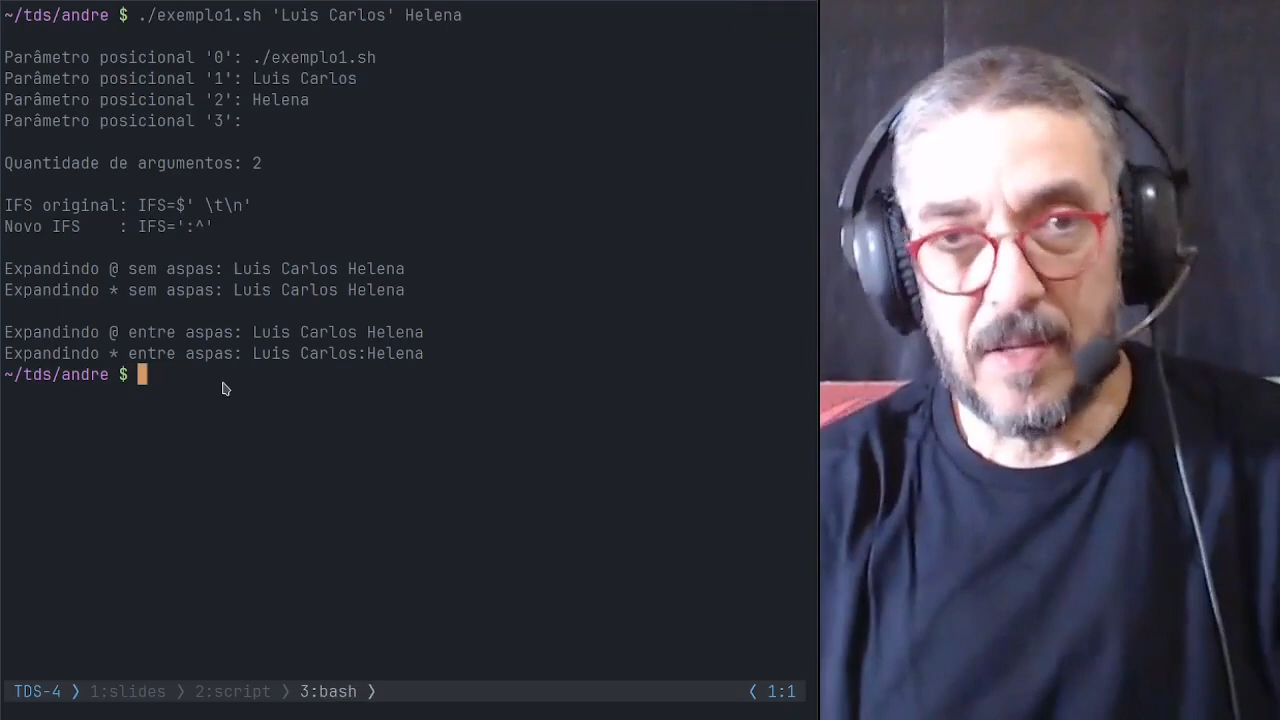 ~/tds/andre $ ./exemplo1.sh 'Luis Carlos' Helena
Parâmetro posicional '0': ./exemplo1.sh
Parâmetro posicional '1': Luis Carlos
Parâmetro posicional '2': Helena
Parâmetro posicional '3':
Quantidade de argumentos: 2
IFS original: IFS=$' \t\n'
Novo IFS    : IFS=':^'
Expandindo @ sem aspas: Luis Carlos Helena
Expandindo * sem aspas: Luis Carlos Helena
Expandindo @ entre aspas: Luis Carlos Helena
Expandindo * entre aspas: Luis Carlos:Helena
~/tds/andre $
TDS-4 ❯ 1:slides ❯ 2:script ❯ 3:bash ❯ ❮ 1:1